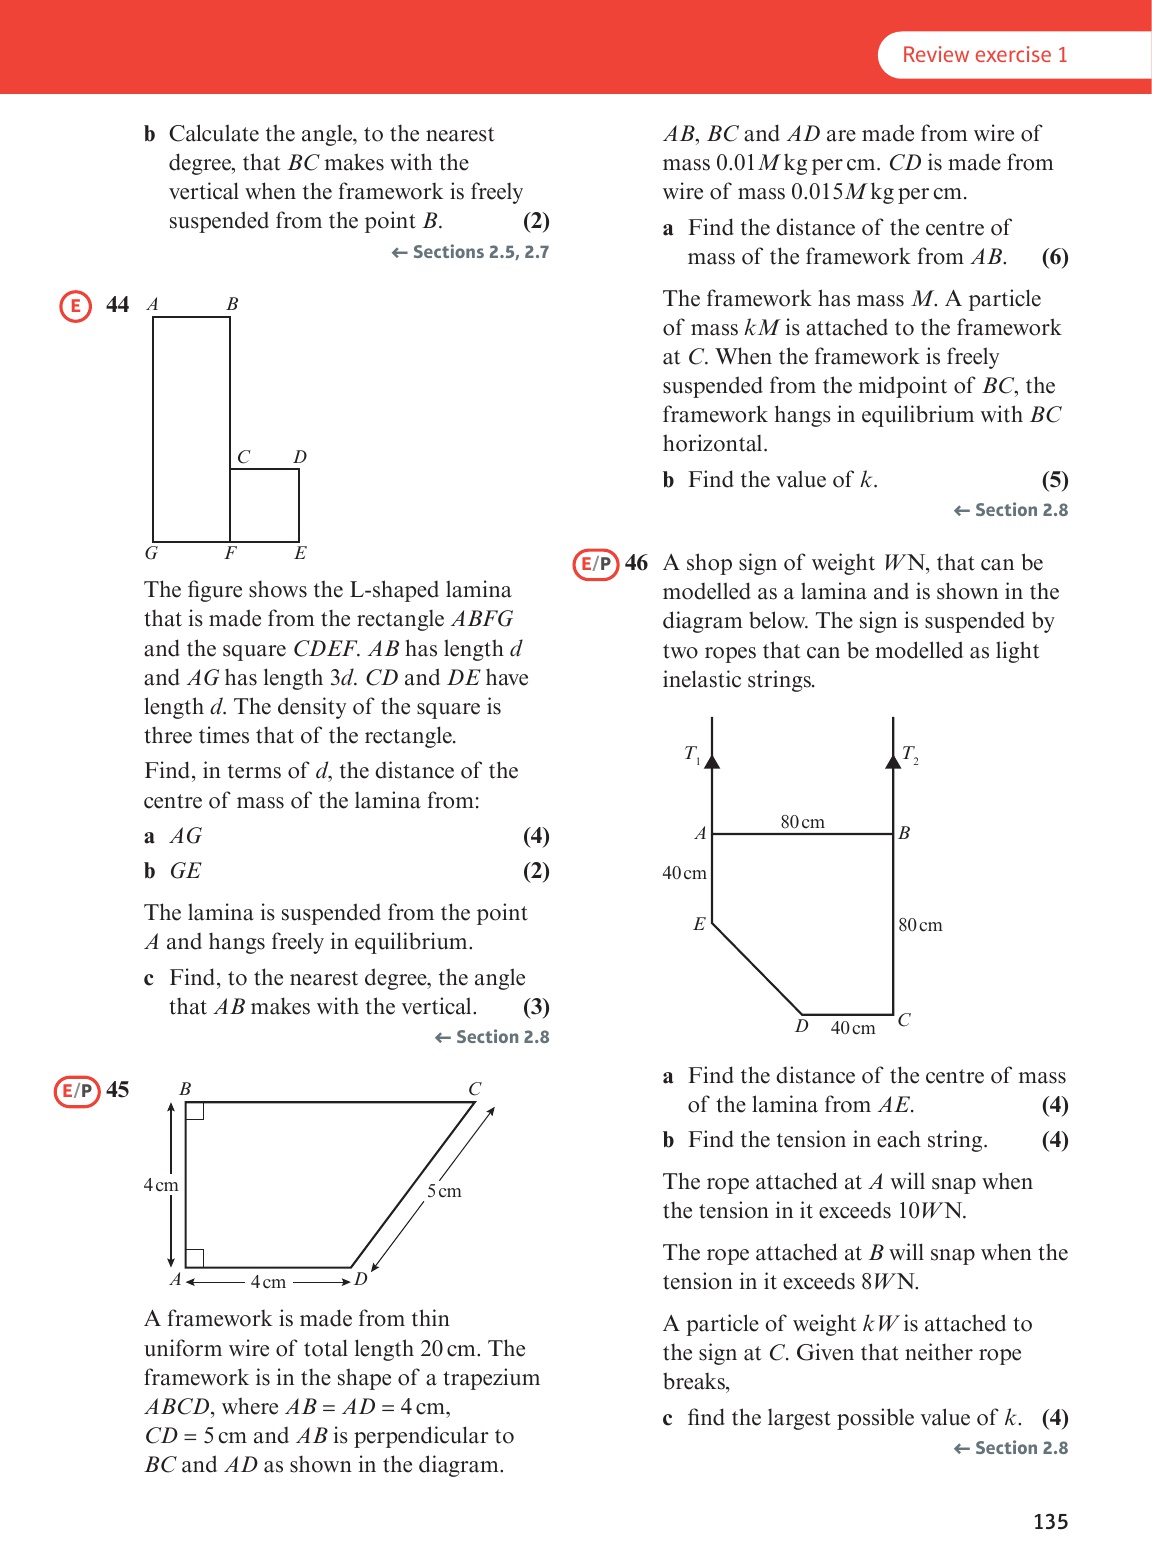 Review exercise 1
b Calculate the angle, to the nearest
degree, that BC makes with the
vertical when the framework is freely
suspended from the point B. (2)
← Sections 2.5, 2.7
E 44
A B
C D
G F E
The figure shows the L-shaped lamina
that is made from the rectangle ABFG
and the square CDEF. AB has length d
and AG has length 3d. CD and DE have
length d. The density of the square is
three times that of the rectangle.
Find, in terms of d, the distance of the
centre of mass of the lamina from:
a AG (4)
b GE (2)
The lamina is suspended from the point
A and hangs freely in equilibrium.
c Find, to the nearest degree, the angle
that AB makes with the vertical. (3)
← Section 2.8
E/P 45
B C
4 cm
5 cm
A 4 cm D
A framework is made from thin
uniform wire of total length 20 cm. The
framework is in the shape of a trapezium
ABCD, where AB = AD = 4 cm,
CD = 5 cm and AB is perpendicular to
BC and AD as shown in the diagram.
AB, BC and AD are made from wire of
mass 0.01M kg per cm. CD is made from
wire of mass 0.015M kg per cm.
a Find the distance of the centre of
mass of the framework from AB. (6)
The framework has mass M. A particle
of mass kM is attached to the framework
at C. When the framework is freely
suspended from the midpoint of BC, the
framework hangs in equilibrium with BC
horizontal.
b Find the value of k. (5)
← Section 2.8
E/P 46 A shop sign of weight W N, that can be
modelled as a lamina and is shown in the
diagram below. The sign is suspended by
two ropes that can be modelled as light
inelastic strings.
T₁ T₂
80 cm
A B
40 cm
E 80 cm
D 40 cm C
a Find the distance of the centre of mass
of the lamina from AE. (4)
b Find the tension in each string. (4)
The rope attached at A will snap when
the tension in it exceeds 10W N.
The rope attached at B will snap when the
tension in it exceeds 8W N.
A particle of weight kW is attached to
the sign at C. Given that neither rope
breaks,
c find the largest possible value of k. (4)
← Section 2.8
135